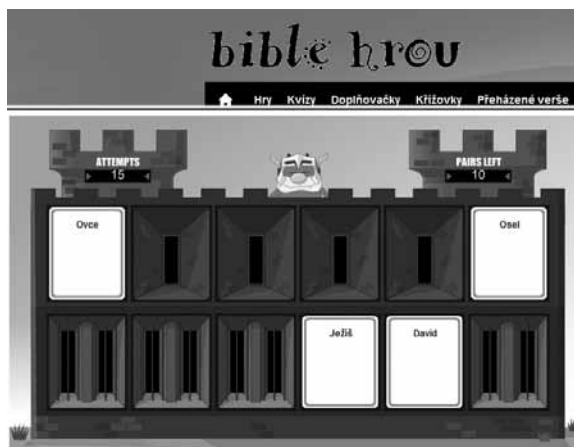 bible hrou
Hry Kvízy Doplňovačky Křížovky Přeházené verše
ATTEMPTS
15
PAIRS LEFT
10
Ovce
Osel
Ježíš
David